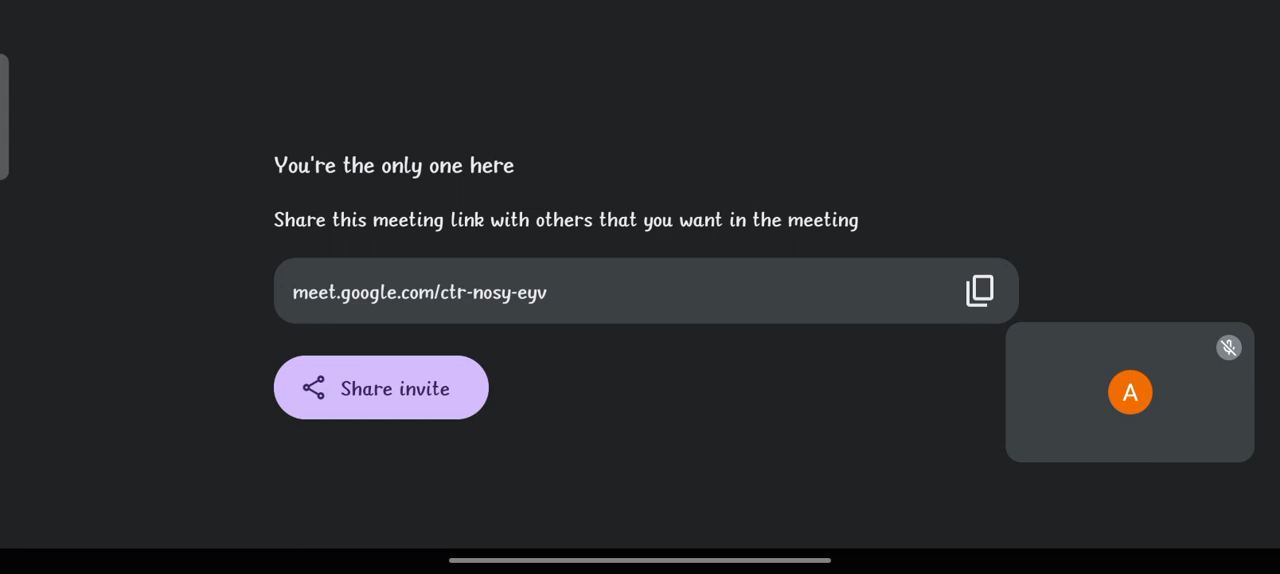 You're the only one here
Share this meeting link with others that you want in the meeting
meet.google.com/ctr-nosy-eyv
Share invite
A